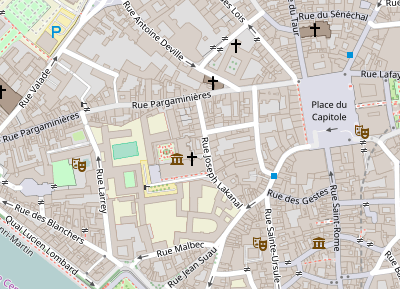 Rue du Sénéchal
du Taur
des Lois
Rue Antoine Deville
P
Rue Valade
Rue Lafay
Rue Pargaminières
Place du
Capitole
Rue Pargaminières
Rue Joseph Lakanal
Rue Larrey
Rue des Gestes
Rue des Blanchers
Rue Saint-Rome
Quai Lucien Lombard
Henri-Martin
Rue Sainte-Ursule
Rue Malbec
Rue Jean Suau